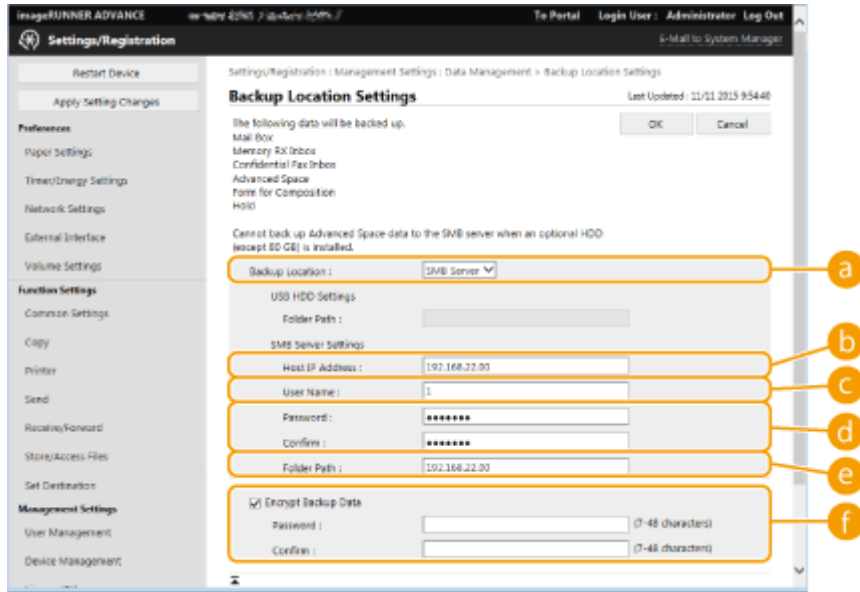 imageRUNNER ADVANCE
To Portal Login User : Administrator Log Out
Settings/Registration
E-Mail to System Manager
Restart Device
Apply Setting Changes
Preferences
Paper Settings
Timer/Energy Settings
Network Settings
External Interface
Volume Settings
Function Settings
Common Settings
Copy
Printer
Send
Receive/Forward
Store/Access Files
Set Destination
Management Settings
User Management
Device Management
Settings/Registration : Management Settings : Data Management > Backup Location Settings
Backup Location Settings
Last Updated : 11/11 2015 9:54:40
OK Cancel
The following data will be backed up.
Mail Box
Memory RX Inbox
Confidential Fax Inbox
Advanced Space
Form for Composition
Hold
Cannot back up Advanced Space data to the SMB server when an optional HDD
(except 80 GB) is installed.
Backup Location : SMB Server
a
USB HDD Settings
Folder Path :
SMB Server Settings
Host IP Address : 192.168.22.00
b
User Name : 1
c
Password : •••••••
Confirm : •••••••
d
Folder Path : 192.168.22.00
e
Encrypt Backup Data
Password : (7-48 characters)
Confirm : (7-48 characters)
f